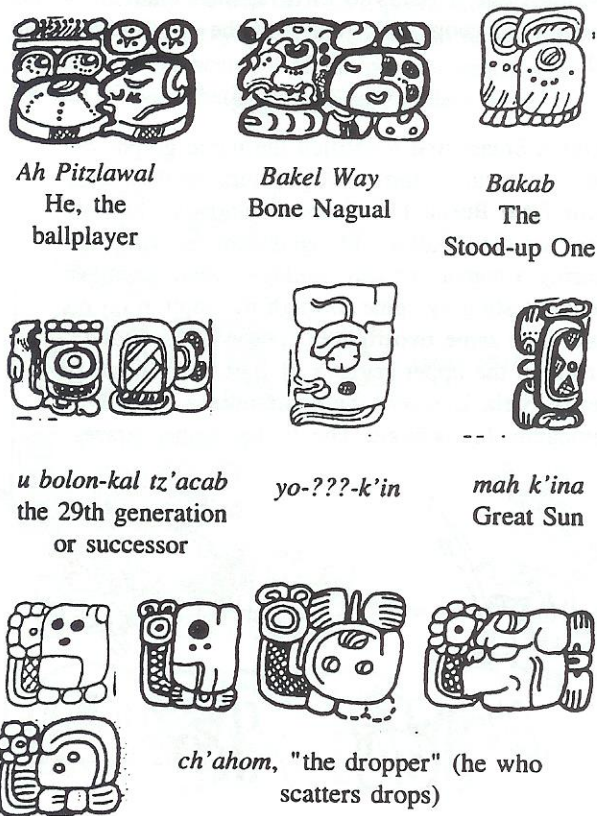 Ah Pitzlawal
He, the
ballplayer
Bakel Way
Bone Nagual
Bakab
The
Stood-up One
u bolon-kal tz'acab
the 29th generation
or successor
yo-???-k'in
mah k'ina
Great Sun
ch'ahom, "the dropper" (he who
scatters drops)